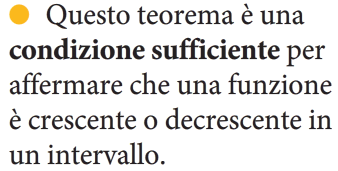 Questo teorema è una
condizione sufficiente per
affermare che una funzione
è crescente o decrescente in
un intervallo.